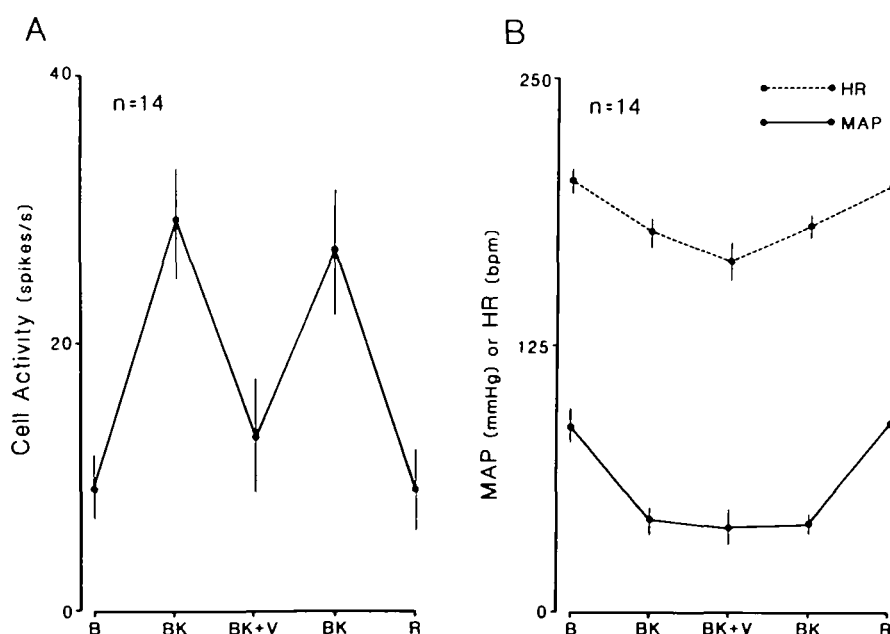 A
40
n=14
Cell Activity (spikes/s)
20
0
B BK BK+V BK R
B
250
n=14
HR
MAP
MAP (mmHg) or HR (bpm)
125
0
B BK BK+V BK R